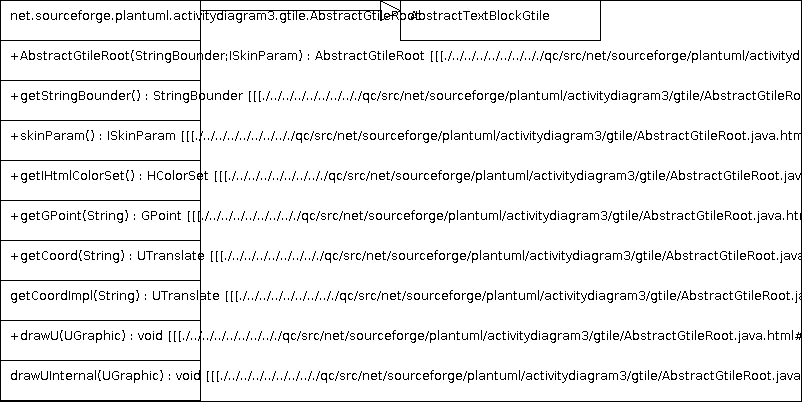 net.sourceforge.plantuml.activitydiagram3.gtile.AbstractGtileRoot
AbstractTextBlockGtile
+AbstractGtileRoot(StringBounder;ISkinParam) : AbstractGtileRoot [[[./../../../../../../../../qc/src/net/sourceforge/plantuml/activityd
+getStringBounder() : StringBounder [[[./../../../../../../../../qc/src/net/sourceforge/plantuml/activitydiagram3/gtile/AbstractGtileRo
+skinParam() : ISkinParam [[[./../../../../../../../../qc/src/net/sourceforge/plantuml/activitydiagram3/gtile/AbstractGtileRoot.java.htm
+getIHtmlColorSet() : HColorSet [[[./../../../../../../../../qc/src/net/sourceforge/plantuml/activitydiagram3/gtile/AbstractGtileRoot.jav
+getGPoint(String) : GPoint [[[./../../../../../../../../qc/src/net/sourceforge/plantuml/activitydiagram3/gtile/AbstractGtileRoot.java.ht
+getCoord(String) : UTranslate [[[./../../../../../../../../qc/src/net/sourceforge/plantuml/activitydiagram3/gtile/AbstractGtileRoot.java
getCoordImpl(String) : UTranslate [[[./../../../../../../../../qc/src/net/sourceforge/plantuml/activitydiagram3/gtile/AbstractGtileRoot.j
+drawU(UGraphic) : void [[[./../../../../../../../../qc/src/net/sourceforge/plantuml/activitydiagram3/gtile/AbstractGtileRoot.java.html#
drawUInternal(UGraphic) : void [[[./../../../../../../../../qc/src/net/sourceforge/plantuml/activitydiagram3/gtile/AbstractGtileRoot.java